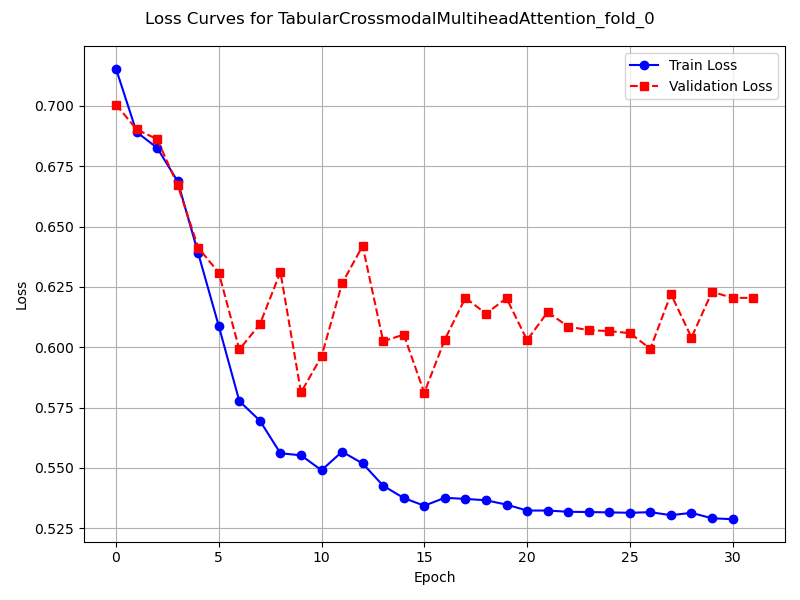 Loss Curves for TabularCrossmodalMultiheadAttention_fold_0
Train Loss
Validation Loss
0.700
0.675
0.650
0.625
0.600
0.575
0.550
0.525
Loss
0 5 10 15 20 25 30
Epoch